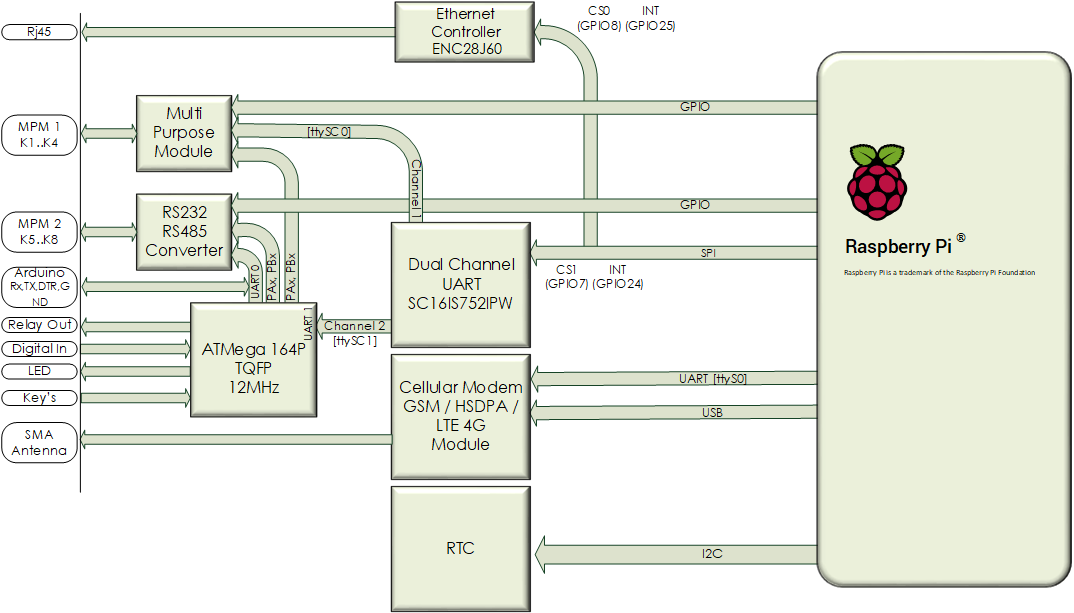 Ethernet
Controller
ENC28J60
CS0 INT
(GPIO8) (GPIO25)
Rj45
GPIO
Multi
Purpose
Module
MPM 1
K1..K4
[ttySC0]
Channel 1
Raspberry Pi ®
Raspberry Pi is a trademark of the Raspberry Pi Foundation
GPIO
RS232
RS485
Converter
MPM 2
K5..K8
Dual Channel
UART
SC16IS752IPW
SPI
CS1 INT
(GPIO7) (GPIO24)
Arduino
Rx,TX,DTR,G
ND
UART 0
PAx, PBx
PAx, PBx
UART 1
Channel 2
[ttySC1]
Relay Out
Digital In
LED
Key's
ATMega 164P
TQFP
12MHz
Cellular Modem
GSM / HSDPA /
LTE 4G
Module
UART [ttyS0]
USB
SMA
Antenna
RTC
I2C